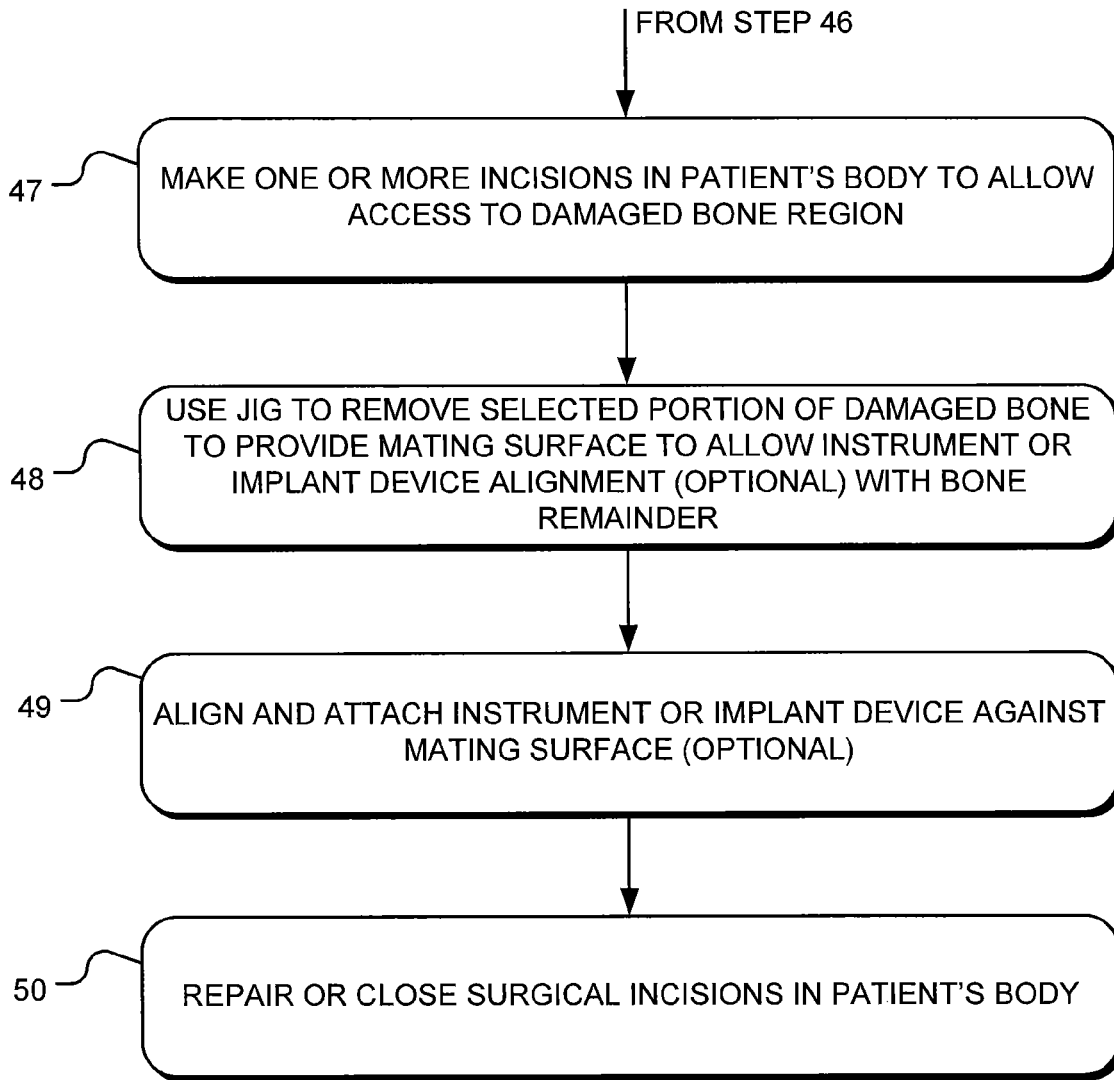 FROM STEP 46
47
MAKE ONE OR MORE INCISIONS IN PATIENT'S BODY TO ALLOW
ACCESS TO DAMAGED BONE REGION
48
USE JIG TO REMOVE SELECTED PORTION OF DAMAGED BONE
TO PROVIDE MATING SURFACE TO ALLOW INSTRUMENT OR
IMPLANT DEVICE ALIGNMENT (OPTIONAL) WITH BONE
REMAINDER
49
ALIGN AND ATTACH INSTRUMENT OR IMPLANT DEVICE AGAINST
MATING SURFACE (OPTIONAL)
50
REPAIR OR CLOSE SURGICAL INCISIONS IN PATIENT'S BODY